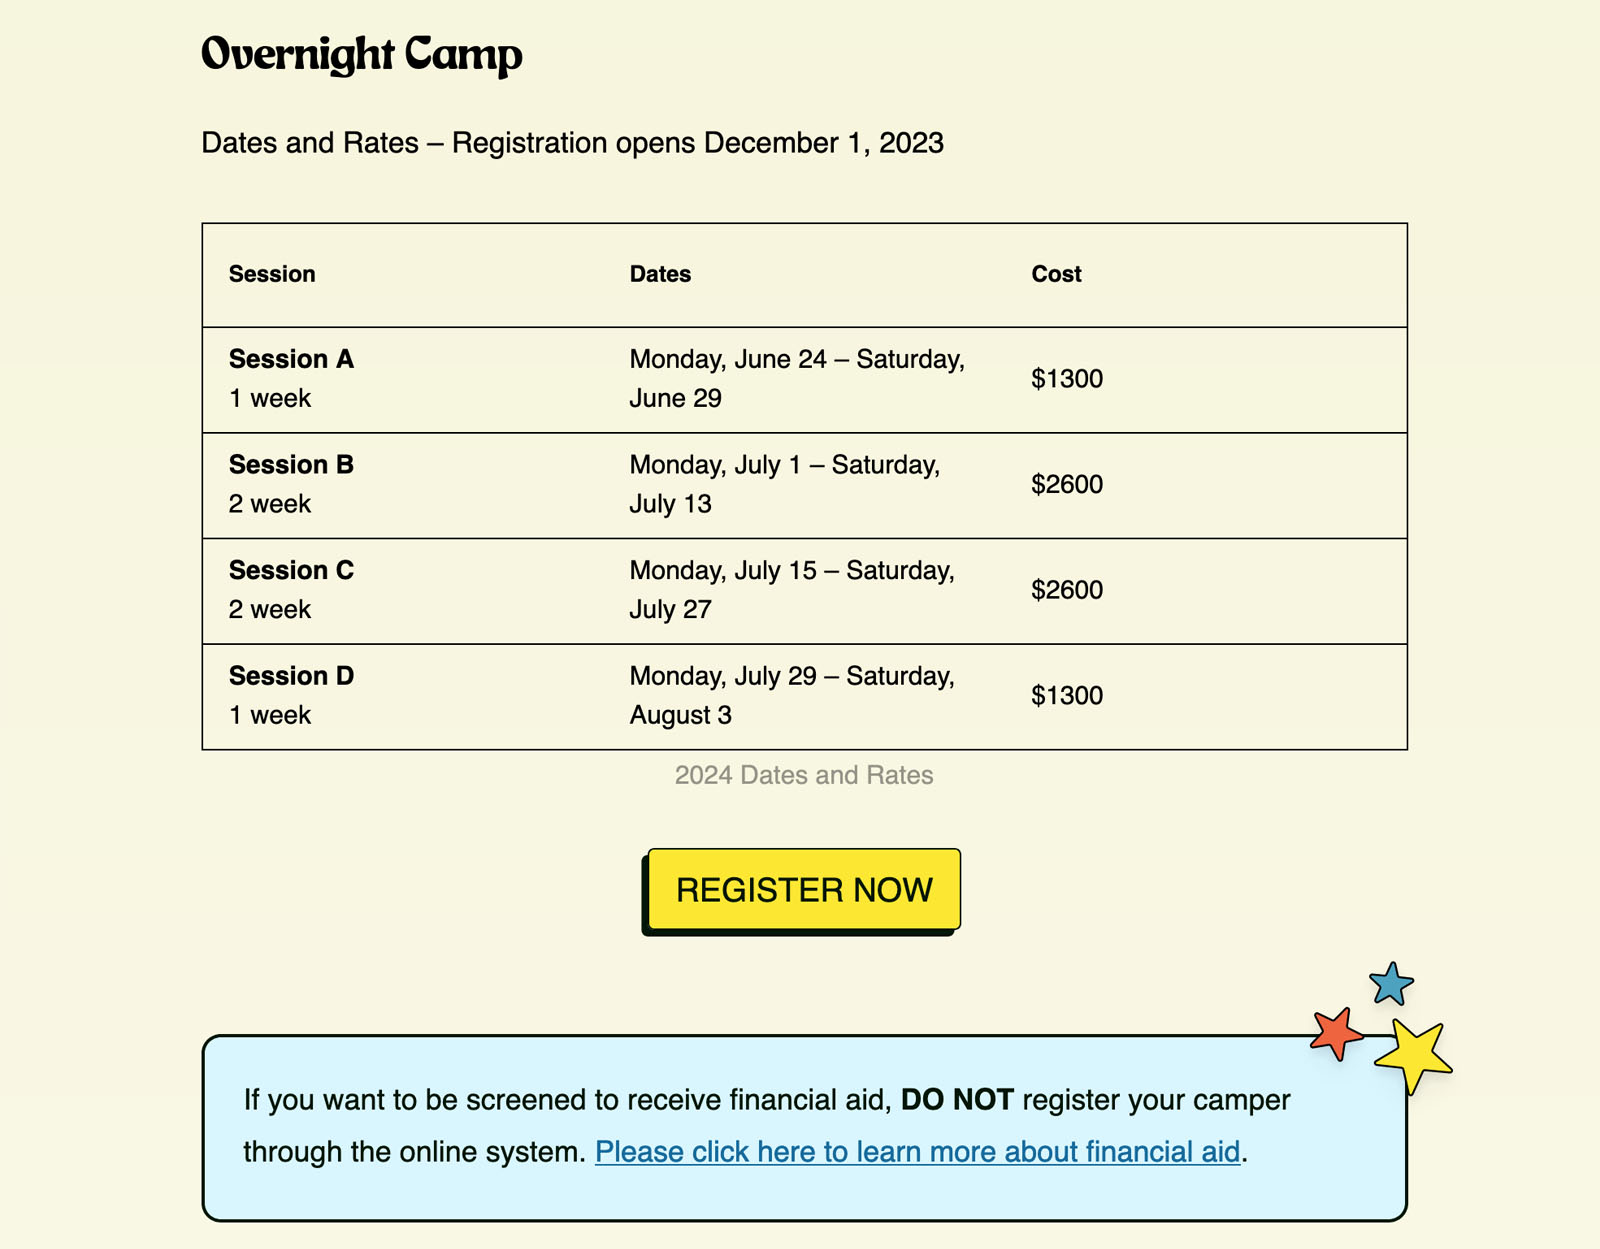 Overnight Camp
Dates and Rates – Registration opens December 1, 2023
Session Dates Cost
Session A
1 week
Monday, June 24 – Saturday,
June 29
$1300
Session B
2 week
Monday, July 1 – Saturday,
July 13
$2600
Session C
2 week
Monday, July 15 – Saturday,
July 27
$2600
Session D
1 week
Monday, July 29 – Saturday,
August 3
$1300
2024 Dates and Rates
REGISTER NOW
If you want to be screened to receive financial aid, DO NOT register your camper
through the online system. Please click here to learn more about financial aid.